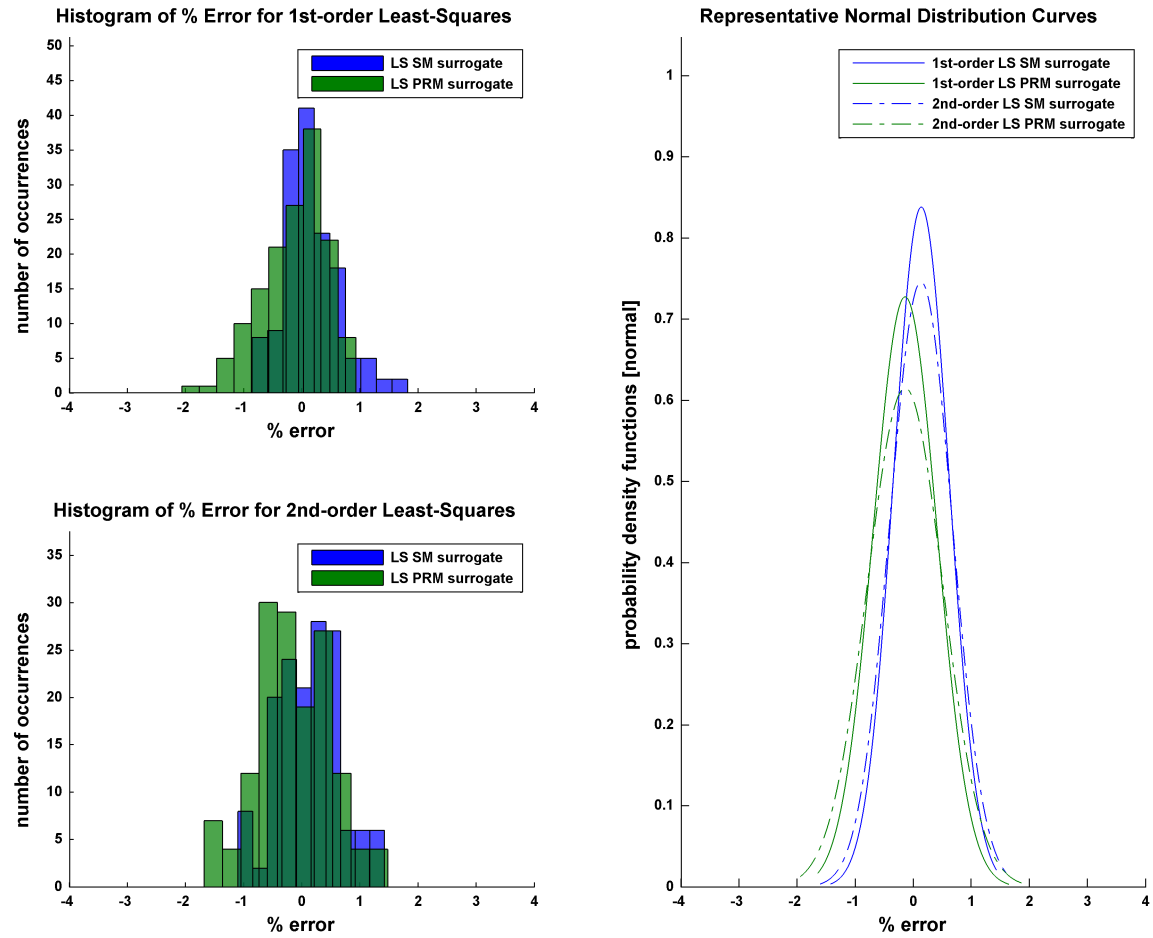 Histogram of % Error for 1st-order Least-Squares
50
45
40
35
30
25
20
15
10
5
0
number of occurrences
LS SM surrogate
LS PRM surrogate
-4 -3 -2 -1 0 1 2 3 4
% error
Histogram of % Error for 2nd-order Least-Squares
35
30
25
20
15
10
5
0
number of occurrences
LS SM surrogate
LS PRM surrogate
-4 -3 -2 -1 0 1 2 3 4
% error
Representative Normal Distribution Curves
1
0.9
0.8
0.7
0.6
0.5
0.4
0.3
0.2
0.1
0
probability density functions [normal]
1st-order LS SM surrogate
1st-order LS PRM surrogate
2nd-order LS SM surrogate
2nd-order LS PRM surrogate
-4 -3 -2 -1 0 1 2 3 4
% error